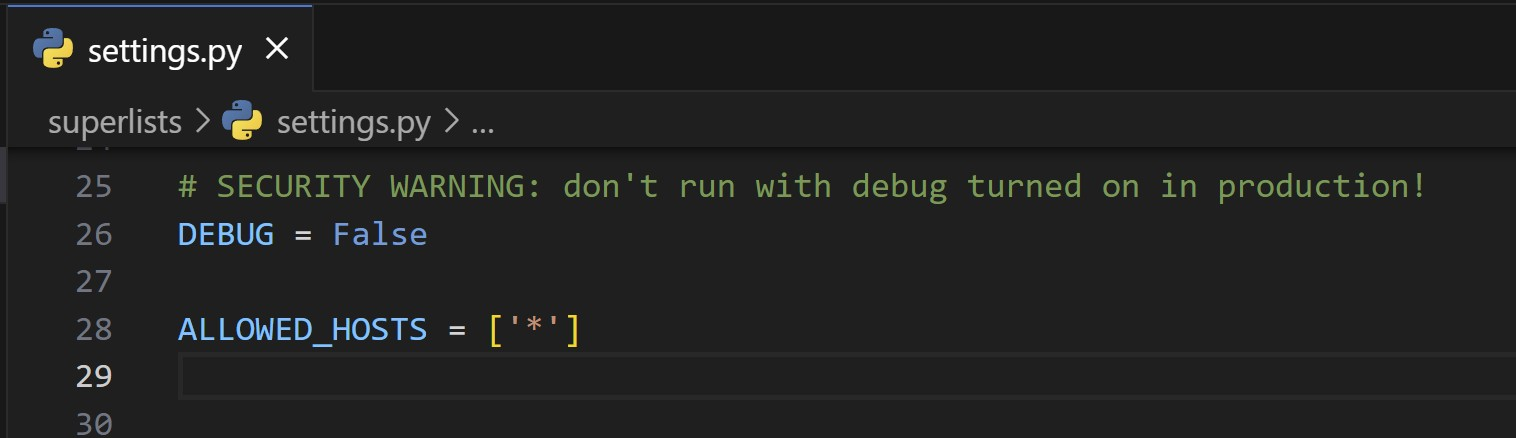 settings.py
superlists > settings.py > ...
25 # SECURITY WARNING: don't run with debug turned on in production!
26 DEBUG = False
27
28 ALLOWED_HOSTS = ['*']
29
30